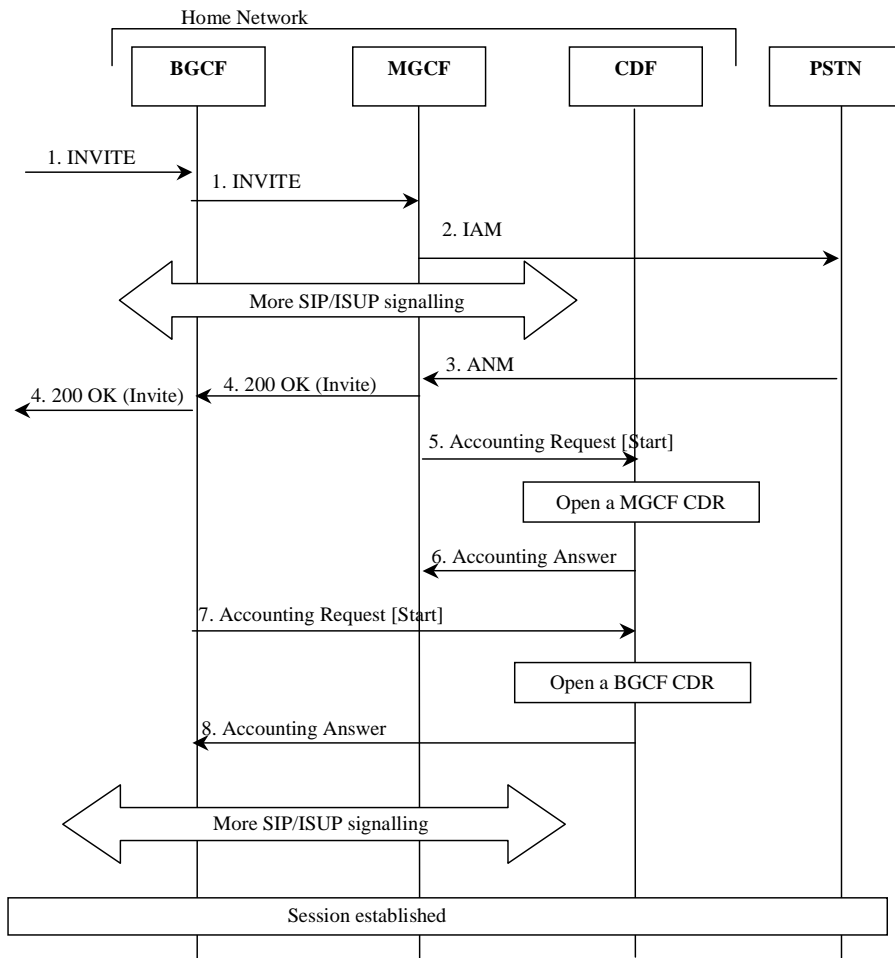 Home Network
BGCF
MGCF
CDF
PSTN
1. INVITE
1. INVITE
2. IAM
More SIP/ISUP signalling
3. ANM
4. 200 OK (Invite)
4. 200 OK (Invite)
5. Accounting Request [Start]
Open a MGCF CDR
6. Accounting Answer
7. Accounting Request [Start]
Open a BGCF CDR
8. Accounting Answer
More SIP/ISUP signalling
Session established